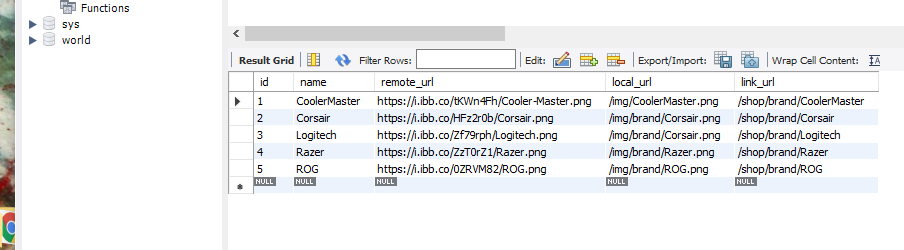 Functions
sys
world
Result Grid Filter Rows: Edit: Export/Import: Wrap Cell Content:
id name remote_url local_url link_url
1 CoolerMaster https://i.ibb.co/tKWn4Fh/Cooler-Master.png /img/CoolerMaster.png /shop/brand/CoolerMaster
2 Corsair https://i.ibb.co/HFz2r0b/Corsair.png /img/brand/Corsair.png /shop/brand/Corsair
3 Logitech https://i.ibb.co/Zf79rph/Logitech.png /img/brand/Corsair.png /shop/brand/Logitech
4 Razer https://i.ibb.co/ZzT0rZ1/Razer.png /img/brand/Razer.png /shop/brand/Razer
5 ROG https://i.ibb.co/0ZRVM82/ROG.png /img/brand/ROG.png /shop/brand/ROG
NULL NULL NULL NULL NULL